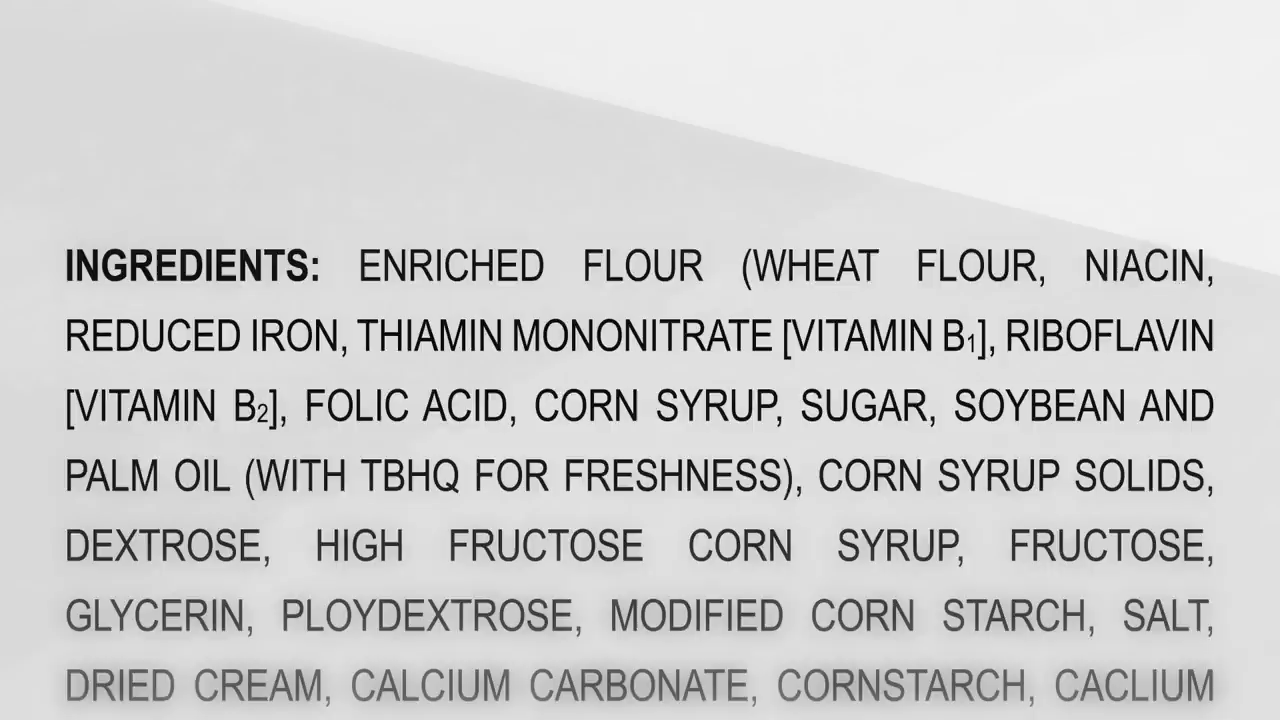 INGREDIENTS: ENRICHED FLOUR (WHEAT FLOUR, NIACIN,
REDUCED IRON, THIAMIN MONONITRATE [VITAMIN B₁], RIBOFLAVIN
[VITAMIN B₂], FOLIC ACID, CORN SYRUP, SUGAR, SOYBEAN AND
PALM OIL (WITH TBHQ FOR FRESHNESS), CORN SYRUP SOLIDS,
DEXTROSE, HIGH FRUCTOSE CORN SYRUP, FRUCTOSE,
GLYCERIN, PLOYDEXTROSE, MODIFIED CORN STARCH, SALT,
DRIED CREAM, CALCIUM CARBONATE, CORNSTARCH, CACLIUM